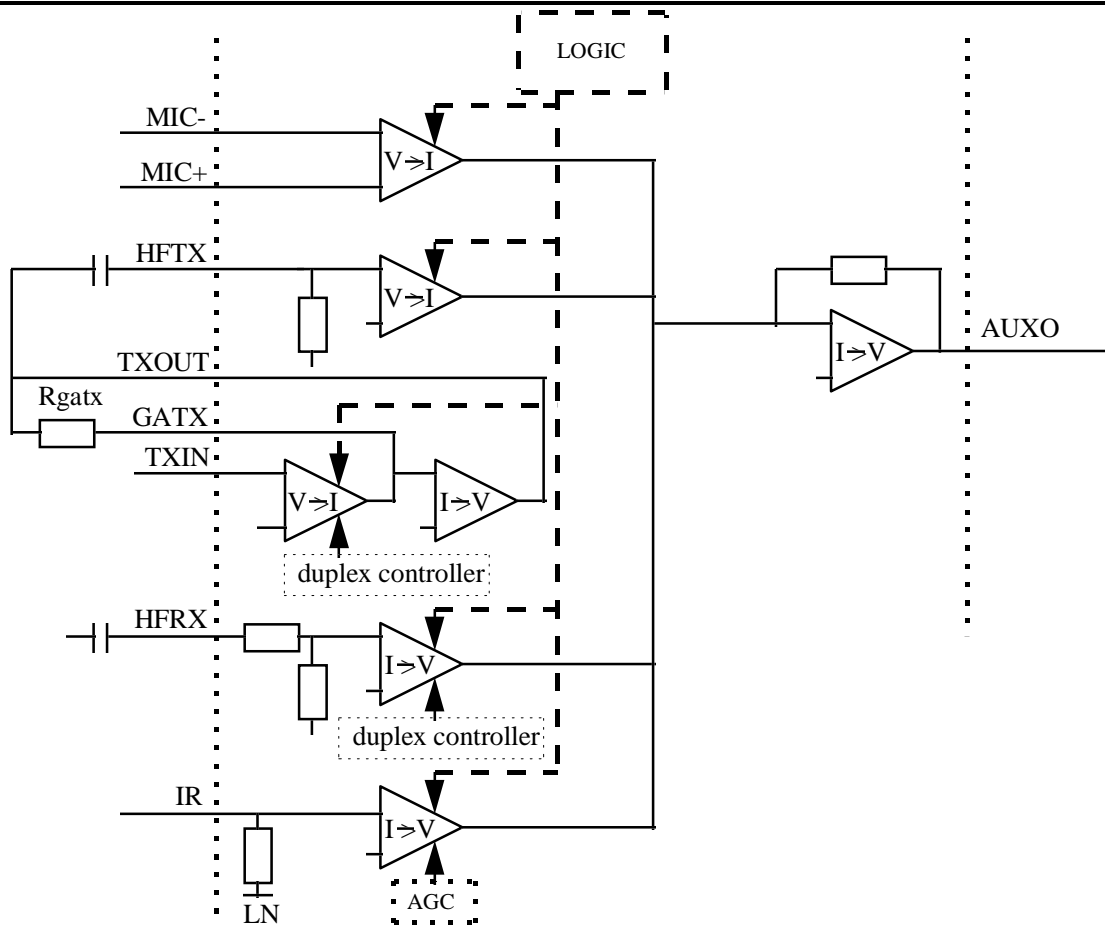 LOGIC
MIC-
V->I
MIC+
HFTX
V->I
TXOUT
I->V
AUXO
Rgatx
GATX
TXIN
V->I
I->V
duplex controller
HFRX
I->V
duplex controller
IR
I->V
AGC
LN